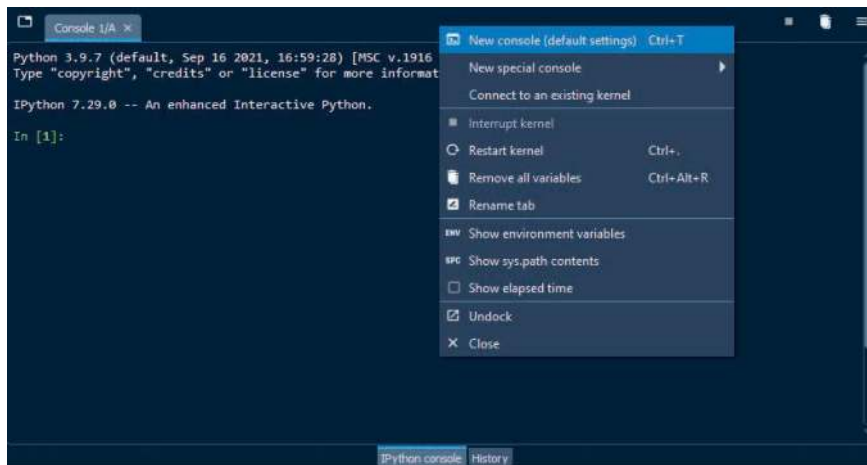 Console 1/A
Python 3.9.7 (default, Sep 16 2021, 16:59:28) [MSC v.1916
Type "copyright", "credits" or "license" for more informat
IPython 7.29.0 -- An enhanced Interactive Python.
In [1]:
New console (default settings) Ctrl+T
New special console
Connect to an existing kernel
Interrupt kernel
Restart kernel Ctrl+.
Remove all variables Ctrl+Alt+R
Rename tab
ENV Show environment variables
SPC Show sys.path contents
Show elapsed time
Undock
Close
IPython console History